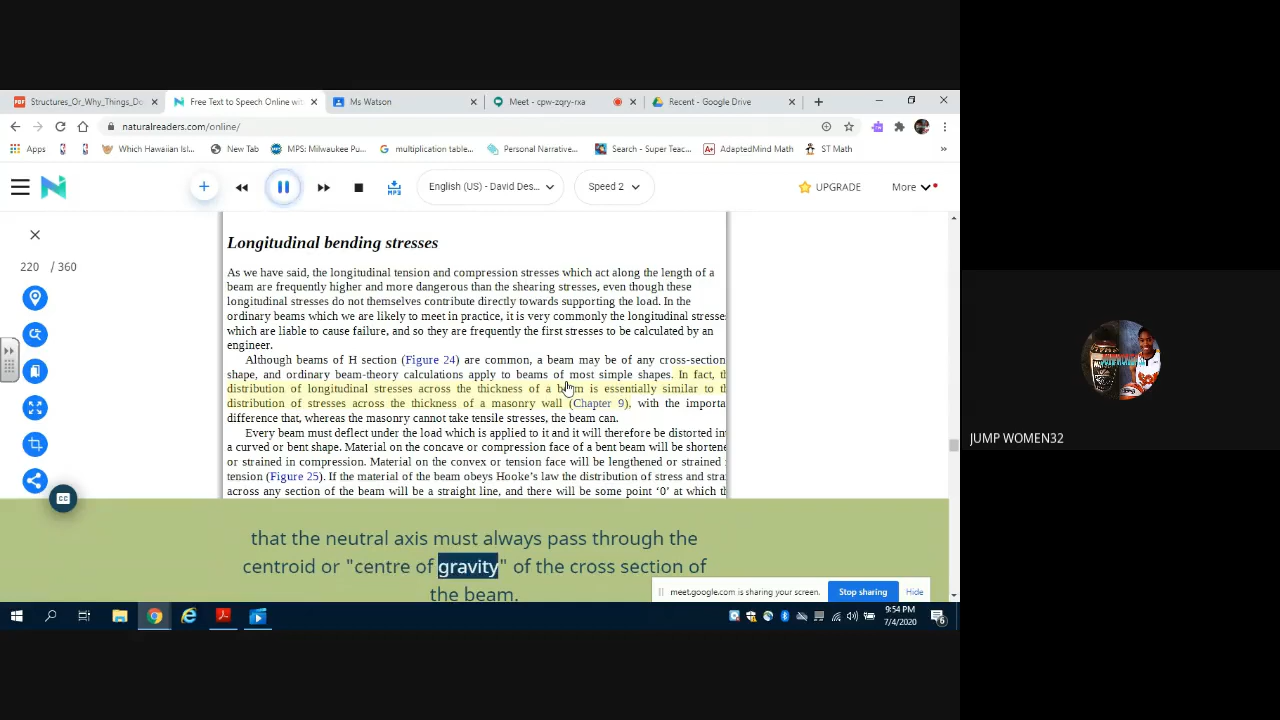 Structures_Or_Why_Things_Do
Free Text to Speech Online wit
Ms Watson
Meet - cpw-zqry-rxa
Recent - Google Drive
naturalreaders.com/online/
Apps
Which Hawaiian Isl...
New Tab
MPS: Milwaukee Pu...
multiplication table...
Personal Narrative...
Search - Super Teac...
AdaptedMind Math
ST Math
»
MP3
English (US) - David Des...
Speed 2
UPGRADE
More
220 / 360
Longitudinal bending stresses
As we have said, the longitudinal tension and compression stresses which act along the length of a
beam are frequently higher and more dangerous than the shearing stresses, even though these
longitudinal stresses do not themselves contribute directly towards supporting the load. In the
ordinary beams which we are likely to meet in practice, it is very commonly the longitudinal stresses
which are liable to cause failure, and so they are frequently the first stresses to be calculated by an
engineer.
Although beams of H section (Figure 24) are common, a beam may be of any cross-section
shape, and ordinary beam-theory calculations apply to beams of most simple shapes. In fact, th
distribution of longitudinal stresses across the thickness of a beam is essentially similar to th
distribution of stresses across the thickness of a masonry wall (Chapter 9), with the importa
difference that, whereas the masonry cannot take tensile stresses, the beam can.
Every beam must deflect under the load which is applied to it and it will therefore be distorted int
a curved or bent shape. Material on the concave or compression face of a bent beam will be shortene
or strained in compression. Material on the convex or tension face will be lengthened or strained
tension (Figure 25). If the material of the beam obeys Hooke's law the distribution of stress and stra
across any section of the beam will be a straight line, and there will be some point '0' at which th
CC
that the neutral axis must always pass through the
centroid or "centre of gravity" of the cross section of
the beam.
meet.google.com is sharing your screen.
Stop sharing
Hide
9:54 PM
7/4/2020
6
JUMP WOMEN32